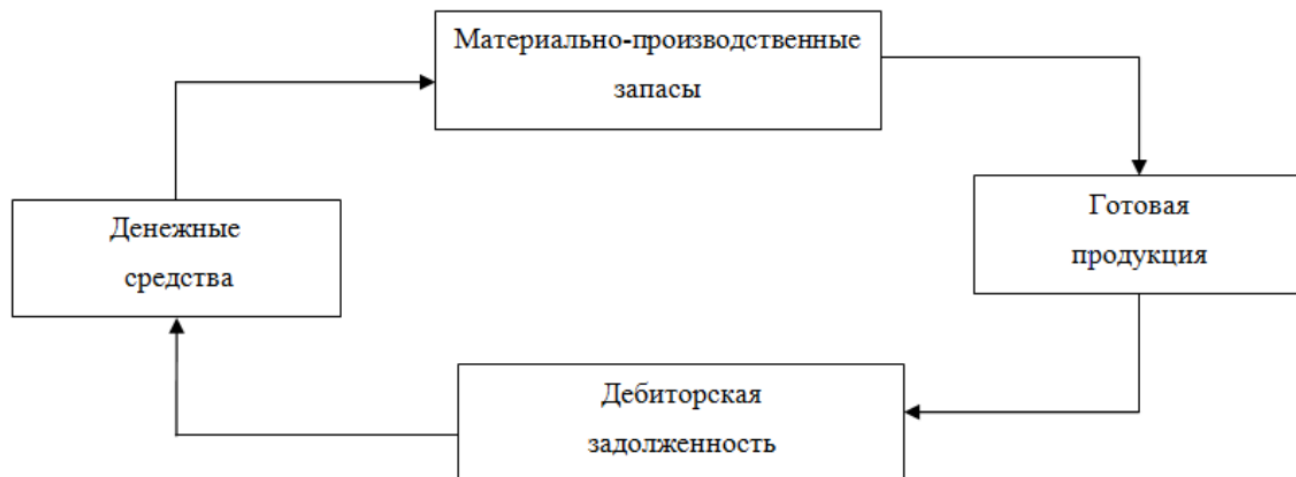 Материально-производственные
запасы
Готовая
продукция
Денежные
средства
Дебиторская
задолженность